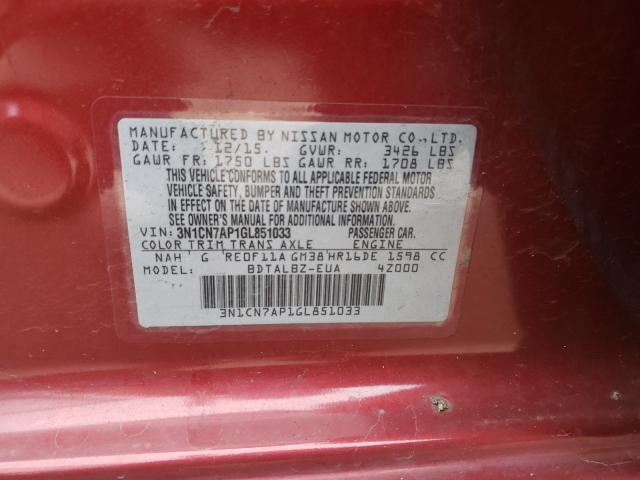 MANUFACTURED BY NISSAN MOTOR CO., LTD.
DATE: 12/15. GVWR: 3426 LBS
GAWR FR: 1750 LBS GAWR RR: 1708 LBS
THIS VEHICLE CONFORMS TO ALL APPLICABLE FEDERAL MOTOR
VEHICLE SAFETY, BUMPER AND THEFT PREVENTION STANDARDS
IN EFFECT ON THE DATE OF MANUFACTURE SHOWN ABOVE.
SEE OWNER'S MANUAL FOR ADDITIONAL INFORMATION.
VIN: 3N1CN7AP1GL851033 PASSENGER CAR.
COLOR TRIM TRANS AXLE ENGINE
NAH G RE0F11A GM38 HR16DE 1598 CC
MODEL: BDTALBZ-EUA 4Z000
3N1CN7AP1GL851033